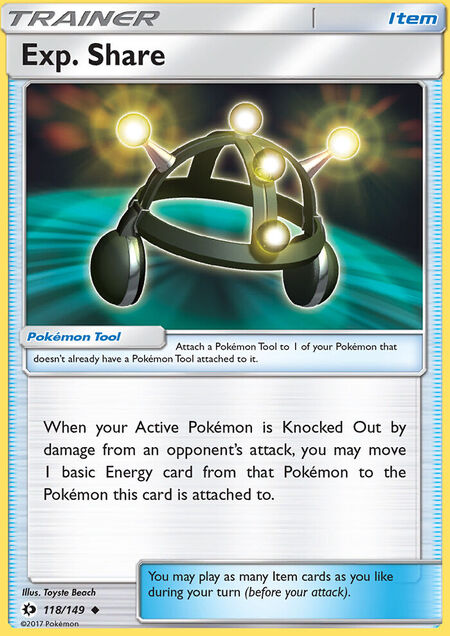 TRAINER Item
Exp. Share
Pokémon Tool
Attach a Pokémon Tool to 1 of your Pokémon that
doesn't already have a Pokémon Tool attached to it.
When your Active Pokémon is Knocked Out by
damage from an opponent's attack, you may move
1 basic Energy card from that Pokémon to the
Pokémon this card is attached to.
You may play as many Item cards as you like
during your turn (before your attack).
Illus. Toyste Beach
118/149
©2017 Pokémon